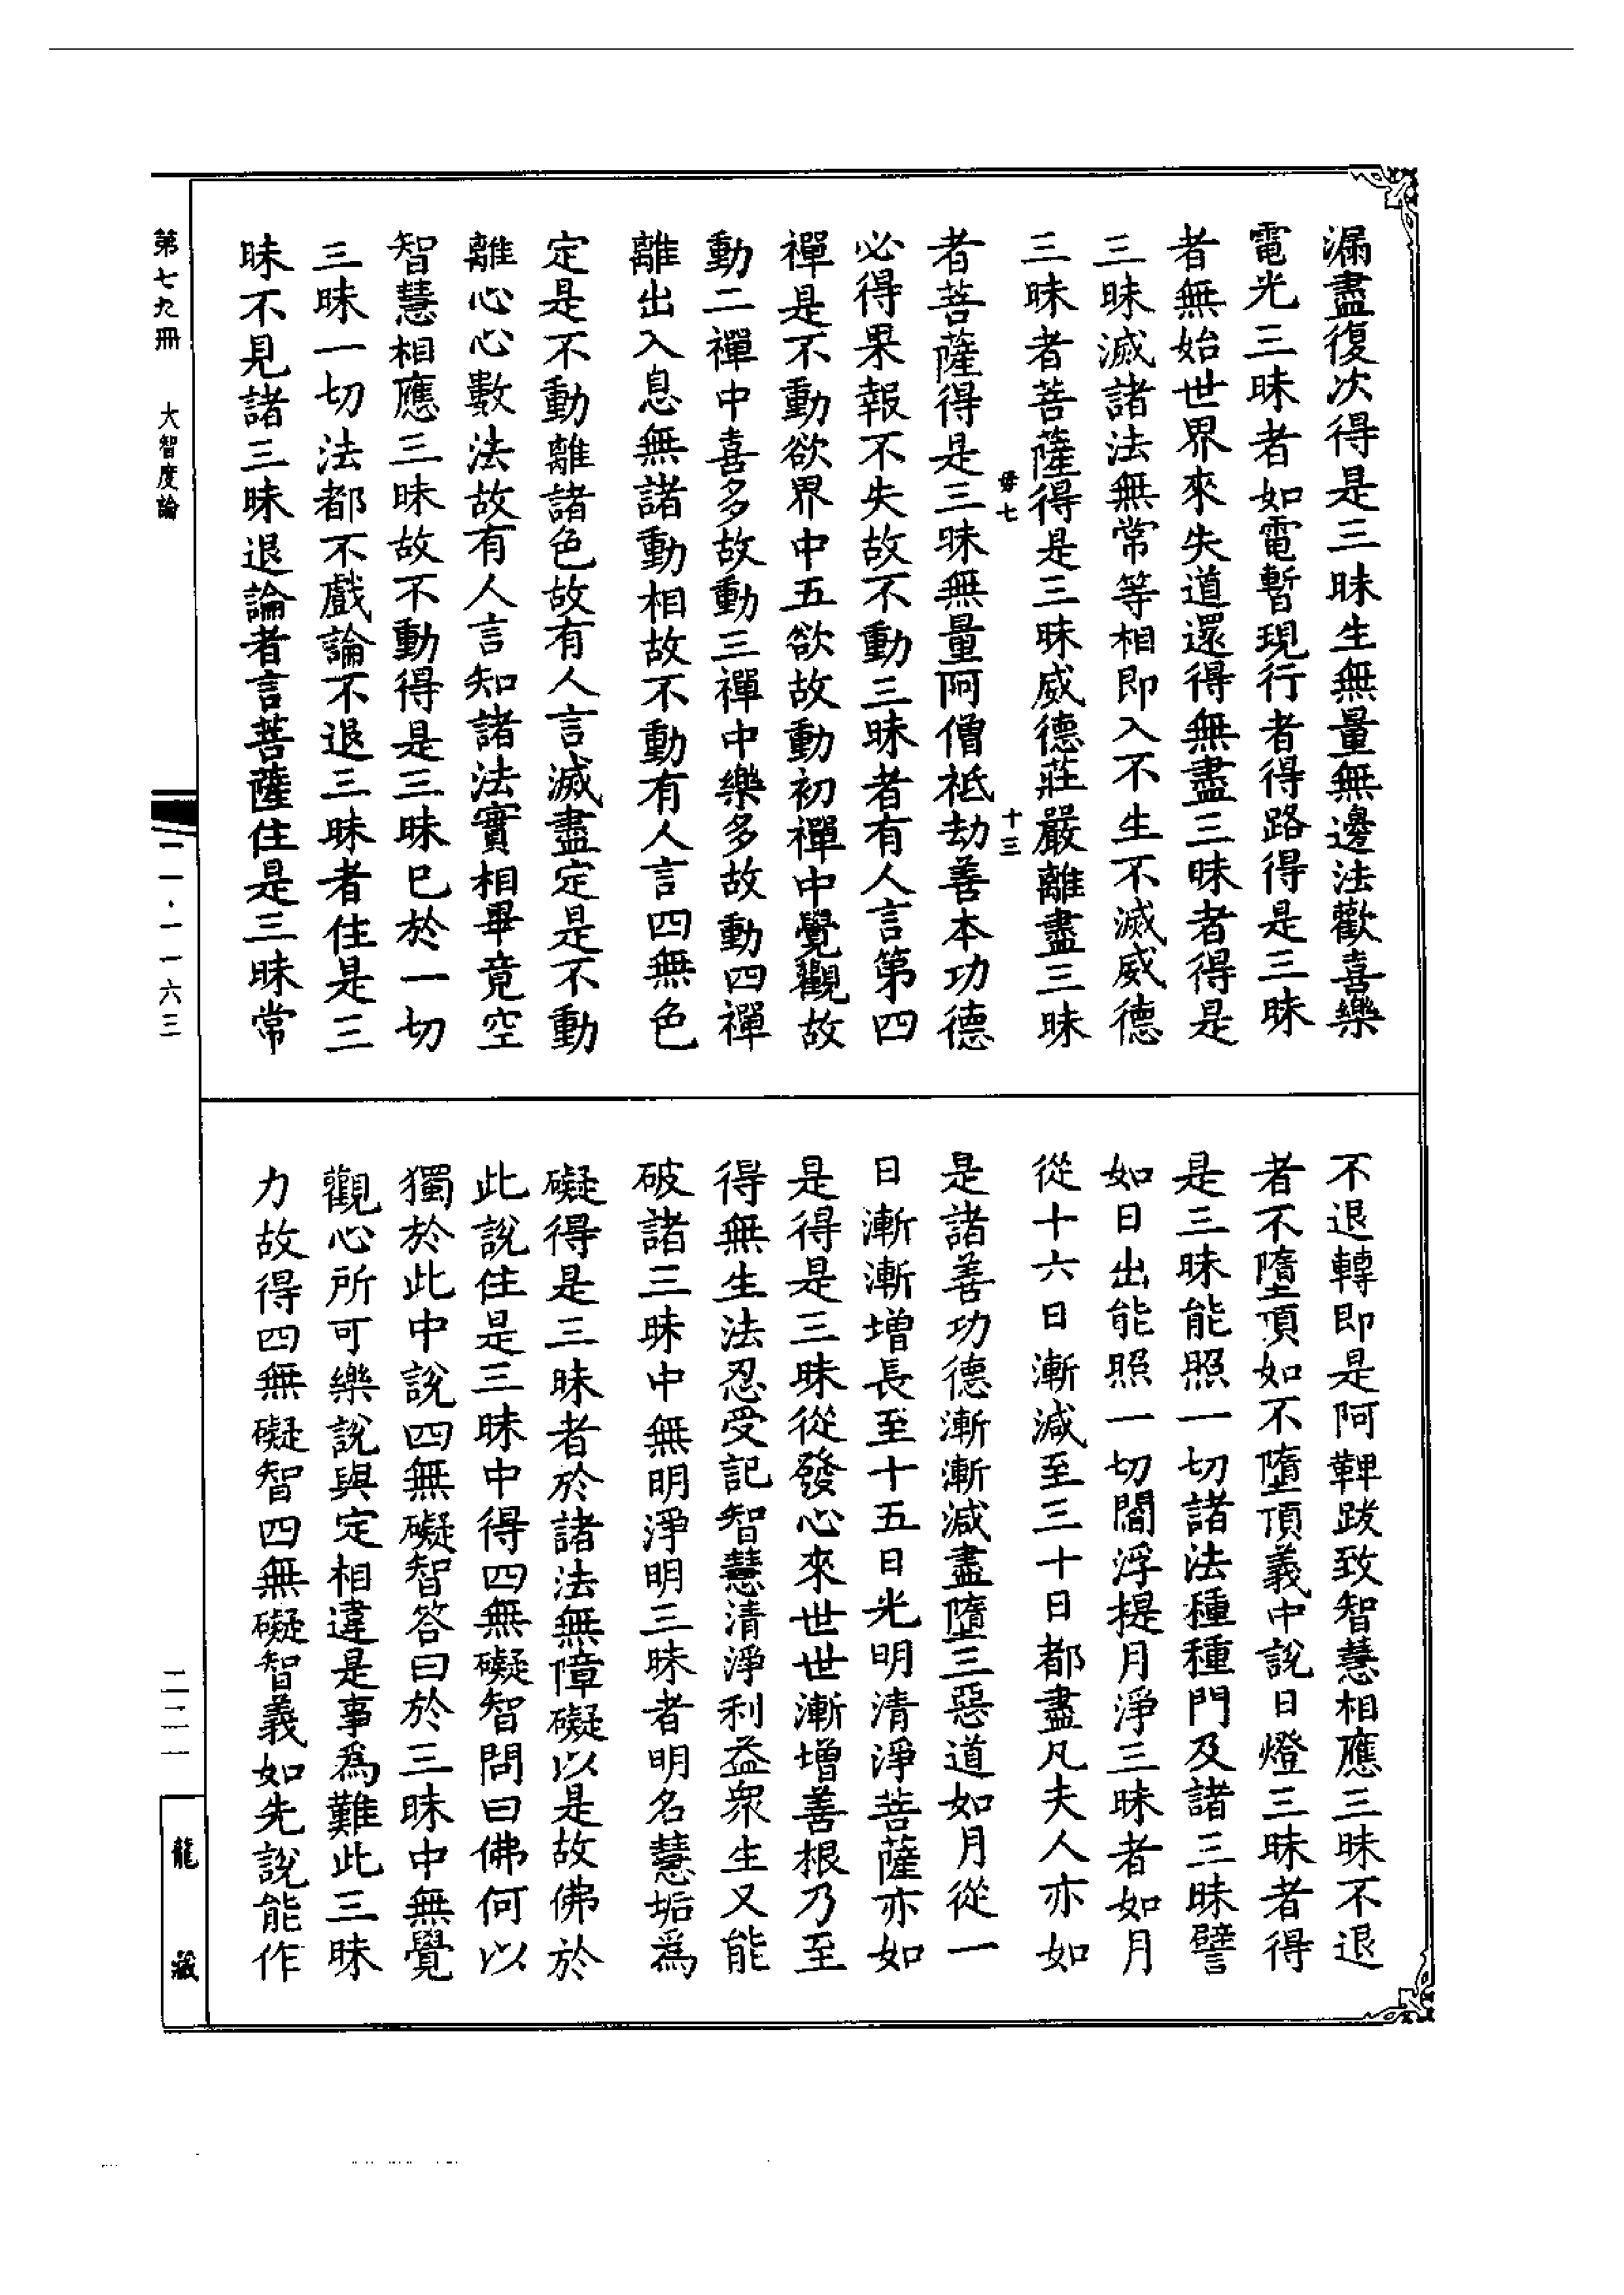 漏盡復次得是三昧生無量無邊法歡喜樂
電光三昧者如電暫現行者得路得是三昧
者無始世界來失道還得無盡三昧者得是
三昧滅諸法無常等相即入不生不滅威德
三昧者菩薩得是三昧威德莊嚴離盡三昧
毋七
十三
者菩薩得是三昧無量阿僧祇劫善本功德
必得果報不失故不動三昧者有人言第四
禪是不動欲界中五欲故動初禪中覺觀故
動二禪中喜多故動三禪中樂多故動四禪
離出入息無諸動相故不動有人言四無色
定是不動離諸色故有人言滅盡定是不動
離心心數法故有人言知諸法實相畢竟空
智慧相應三昧故不動得是三昧已於一切
三昧一切法都不戲論不退三昧者住是三
昧不見諸三昧退論者言菩薩住是三昧常
不退轉即是阿鞞跋致智慧相應三昧不退
者不墮頂如不墮頂義中說日燈三昧者得
是三昧能照一切諸法種種門及諸三昧譬
如日出能照一切閻浮提月淨三昧者如月
從十六日漸減至三十日都盡凡夫人亦如
是諸善功德漸漸減盡墮三惡道如月從一
日漸漸增長至十五日光明清淨菩薩亦如
是得是三昧從發心來世世漸增善根乃至
得無生法忍受記智慧清淨利益眾生又能
破諸三昧中無明淨明三昧者明名慧垢為
礙得是三昧者於諸法無障礙以是故佛於
此說住是三昧中得四無礙智問曰佛何以
獨於此中說四無礙智答曰於三昧中無覺
觀心所可樂說與定相違是事為難此三昧
力故得四無礙智四無礙智義如先說能作
第七九冊
大智度論
一一·一一六三
二二一
龍藏